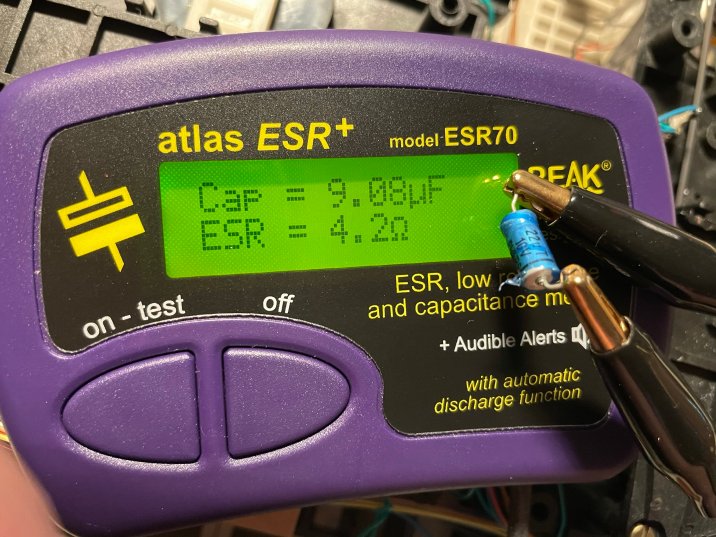 atlas ESR+
model ESR70
PEAK®
Cap = 9.08µF
ESR = 4.2Ω
ESR, low
and capacitance
on - test
off
+ Audible Alerts
with automatic
discharge function